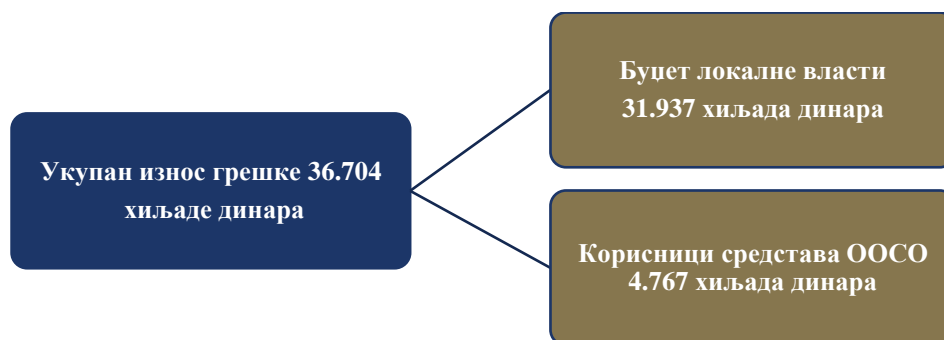 Укупан износ грешке 36.704
хиљаде динара
Буџет локалне власти
31.937 хиљада динара
Корисници средстава ООСО
4.767 хиљада динара